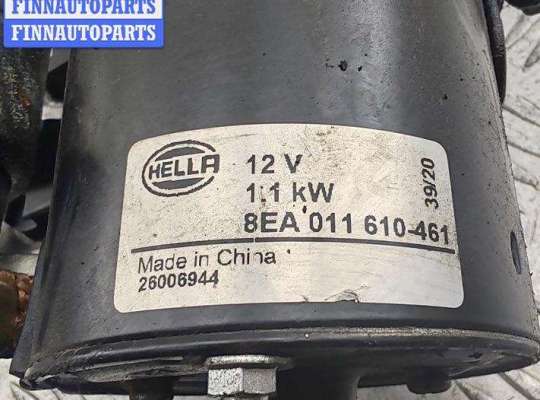 FINNAUTOPARTS
FINNAUTOPARTS
HELLA
12 V
1.1 kW
8EA 011 610-461
39/20
Made in China
26006944